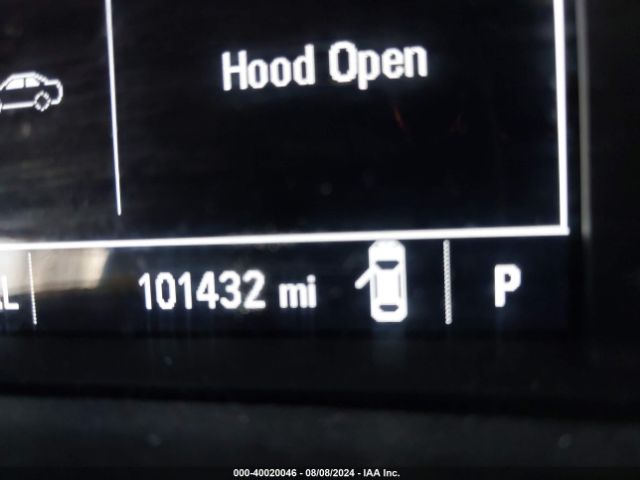 Hood Open
101432 mi
P
000-40020046 - 08/08/2024 - IAA Inc.